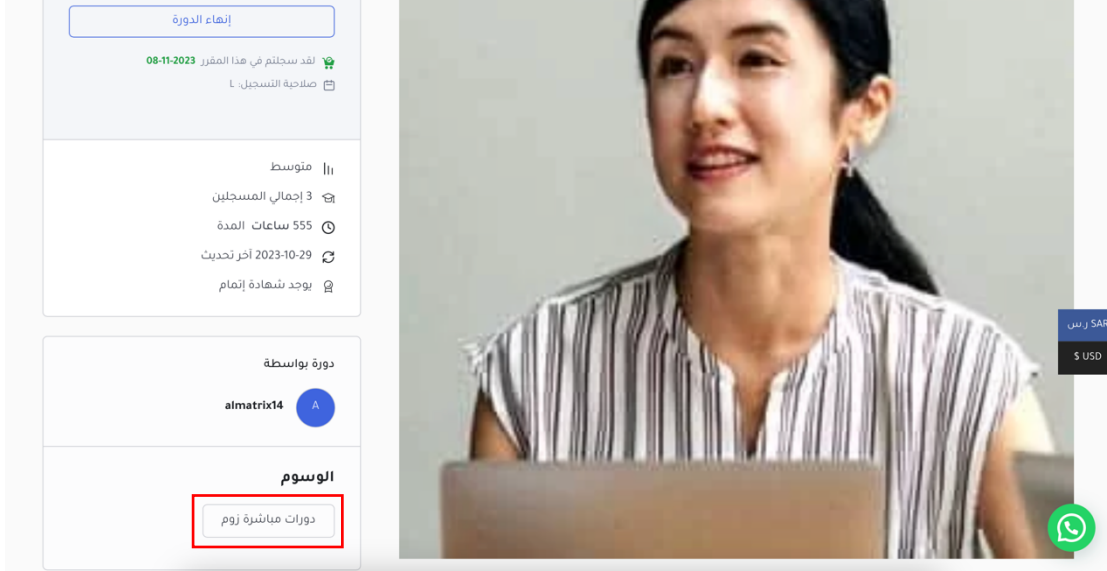 إنهاء الدورة
لقد سجلتم في هذا المقرر 08-11-2023
صلاحية التسجيل: L
متوسط
3 إجمالي المسجلين
555 ساعات المدة
2023-10-29 آخر تحديث
يوجد شهادة إتمام
دورة بواسطة
A
almatrix14
الوسوم
دورات مباشرة زوم
SAR ر.س
$ USD